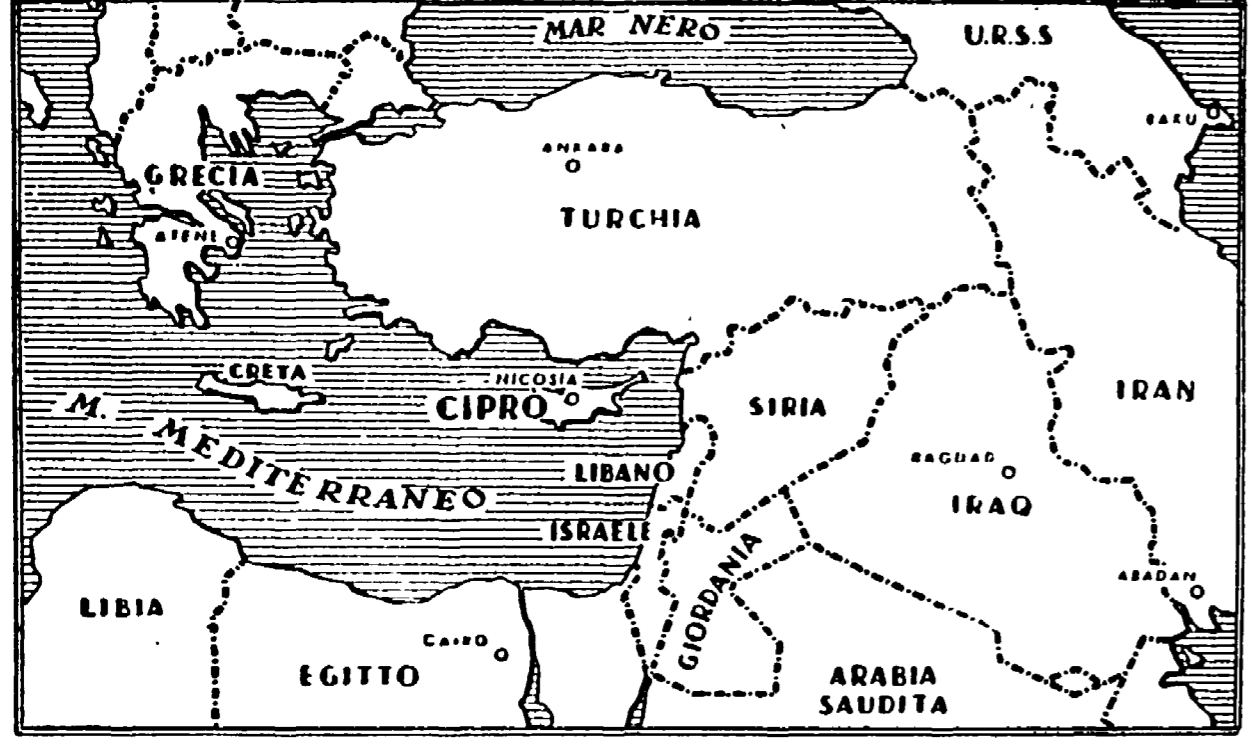 MAR NERO
U.R.S.S
BAKU
ANKARA
GRECIA
TURCHIA
ATENE
CRETA
NICOSIA
CIPRO
SIRIA
IRAN
M. MEDITERRANEO
LIBANO
BAGDAD
IRAQ
ISRAELE
GIORDANIA
ABADAN
LIBIA
CAIRO
EGITTO
ARABIA
SAUDITA